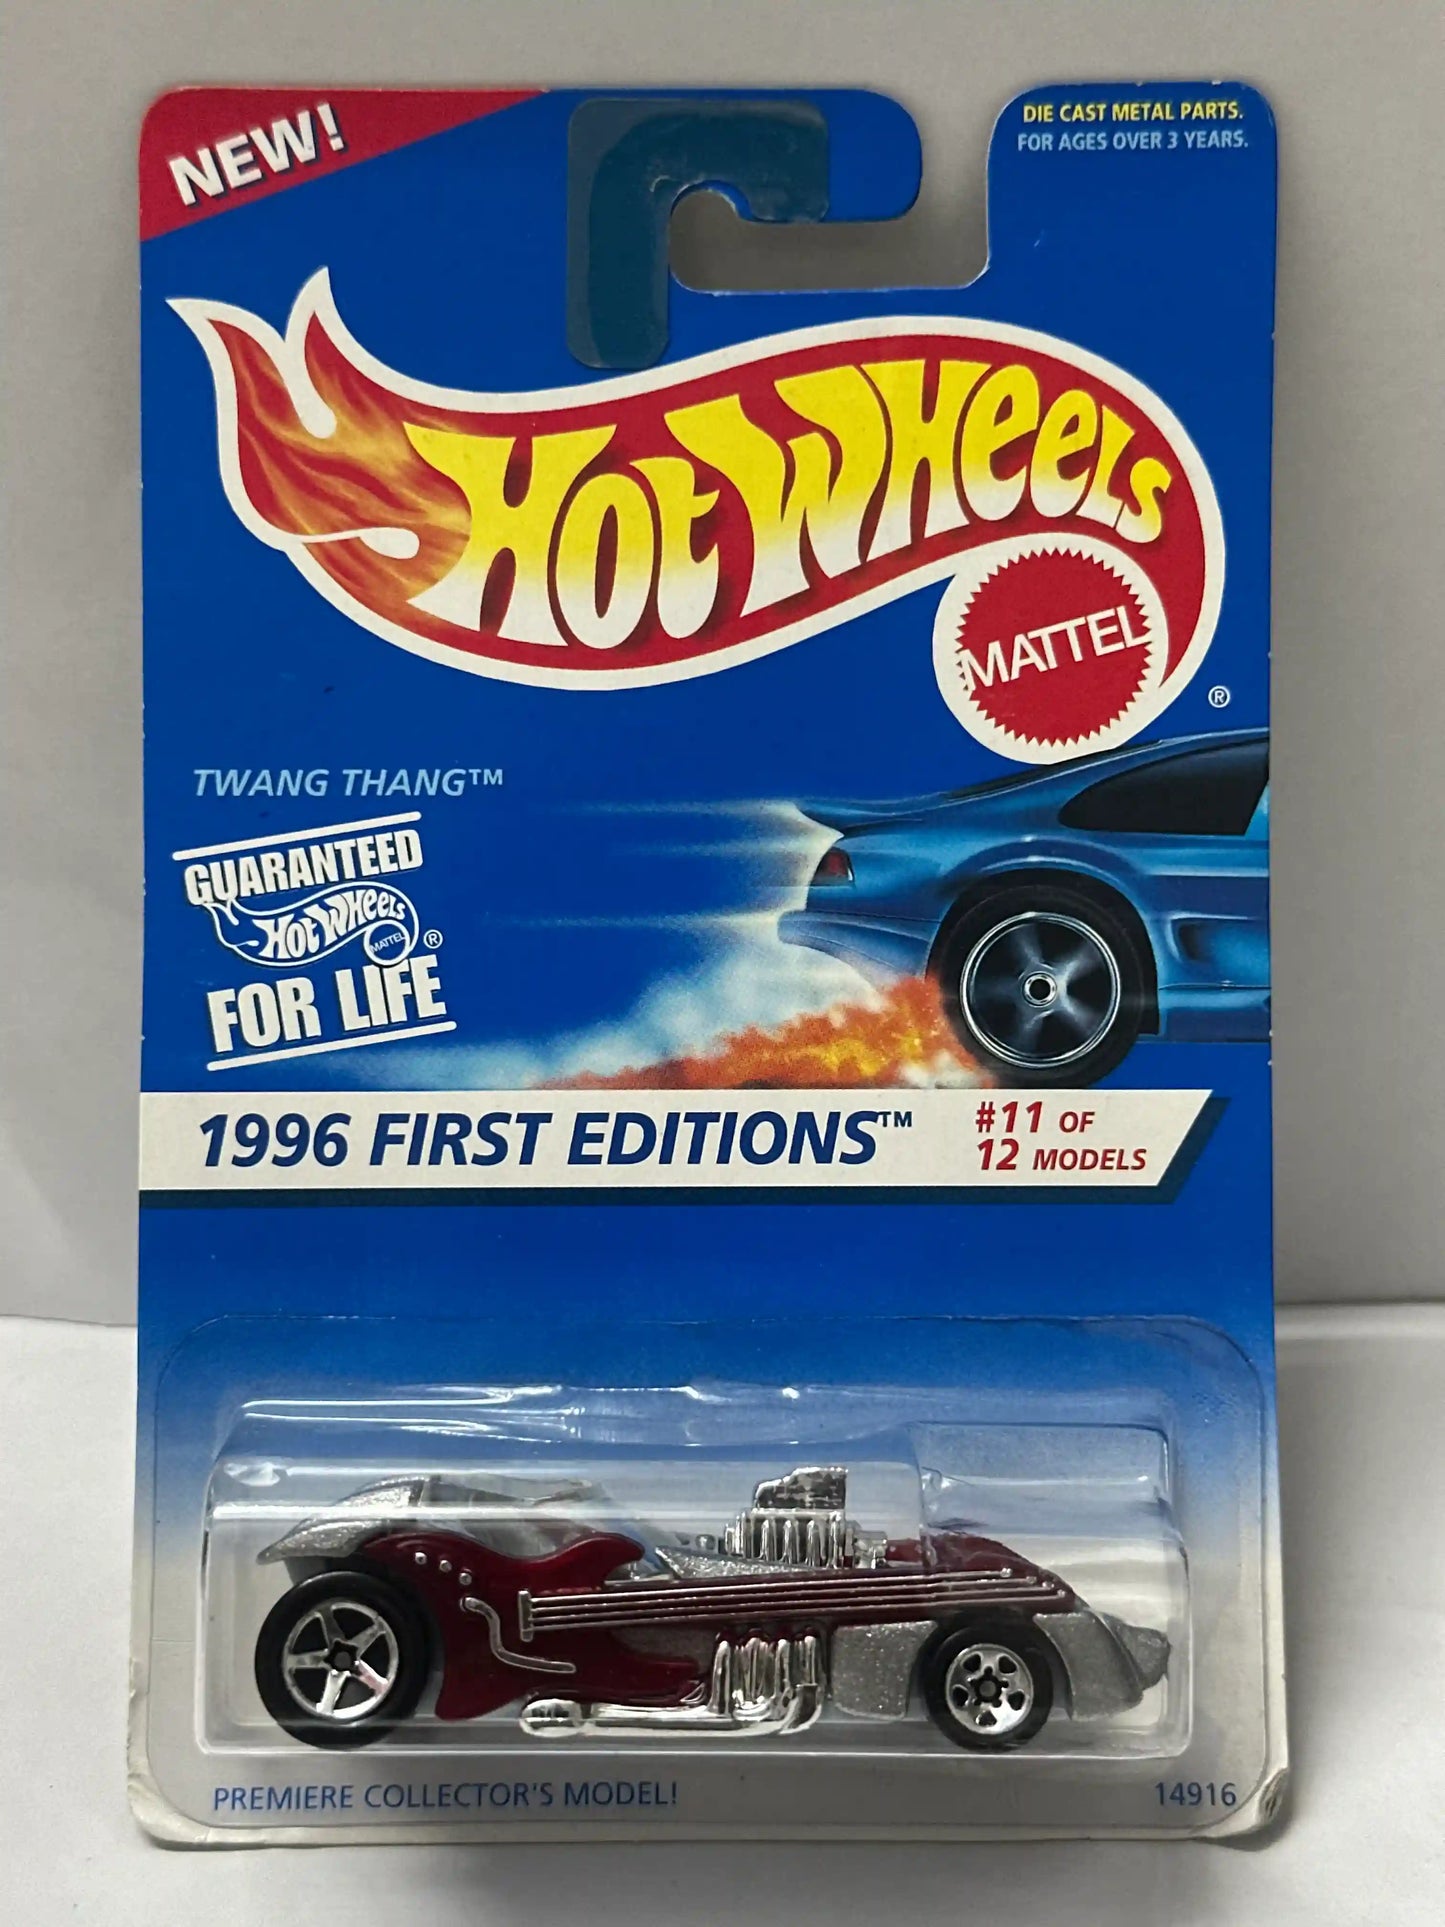 NEW!
DIE CAST METAL PARTS.
FOR AGES OVER 3 YEARS.
HOT WHEELS
MATTEL
®
TWANG THANG™
GUARANTEED
HOT WHEELS
MATTEL ®
FOR LIFE
1996 FIRST EDITIONS™
#11 OF
12 MODELS
PREMIERE COLLECTOR'S MODEL!
14916